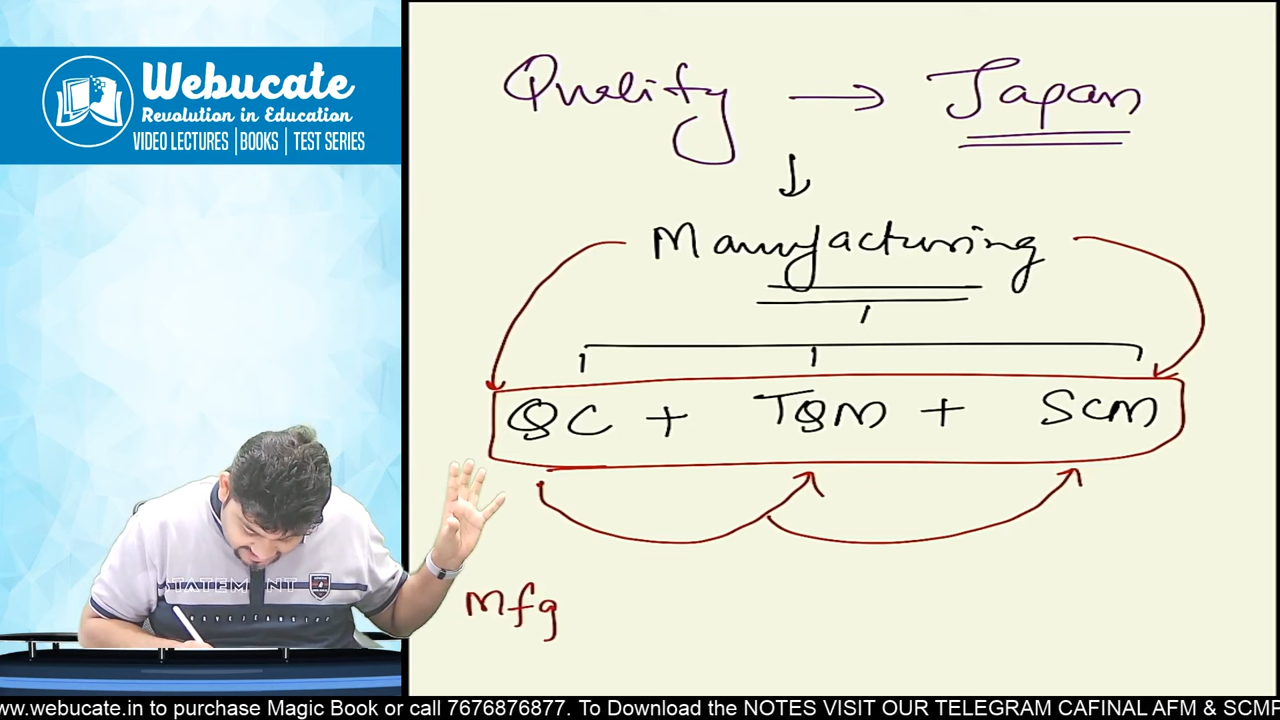 Webucate
Revolution in Education
VIDEO LECTURES | BOOKS | TEST SERIES
Quality → Japan
↓
Manufacturing
QC + TQM + SCM
Mfg
STATEMENT
www.webucate.in to purchase Magic Book or call 7676876877. To Download the NOTES VISIT OUR TELEGRAM CAFINAL AFM & SCMP